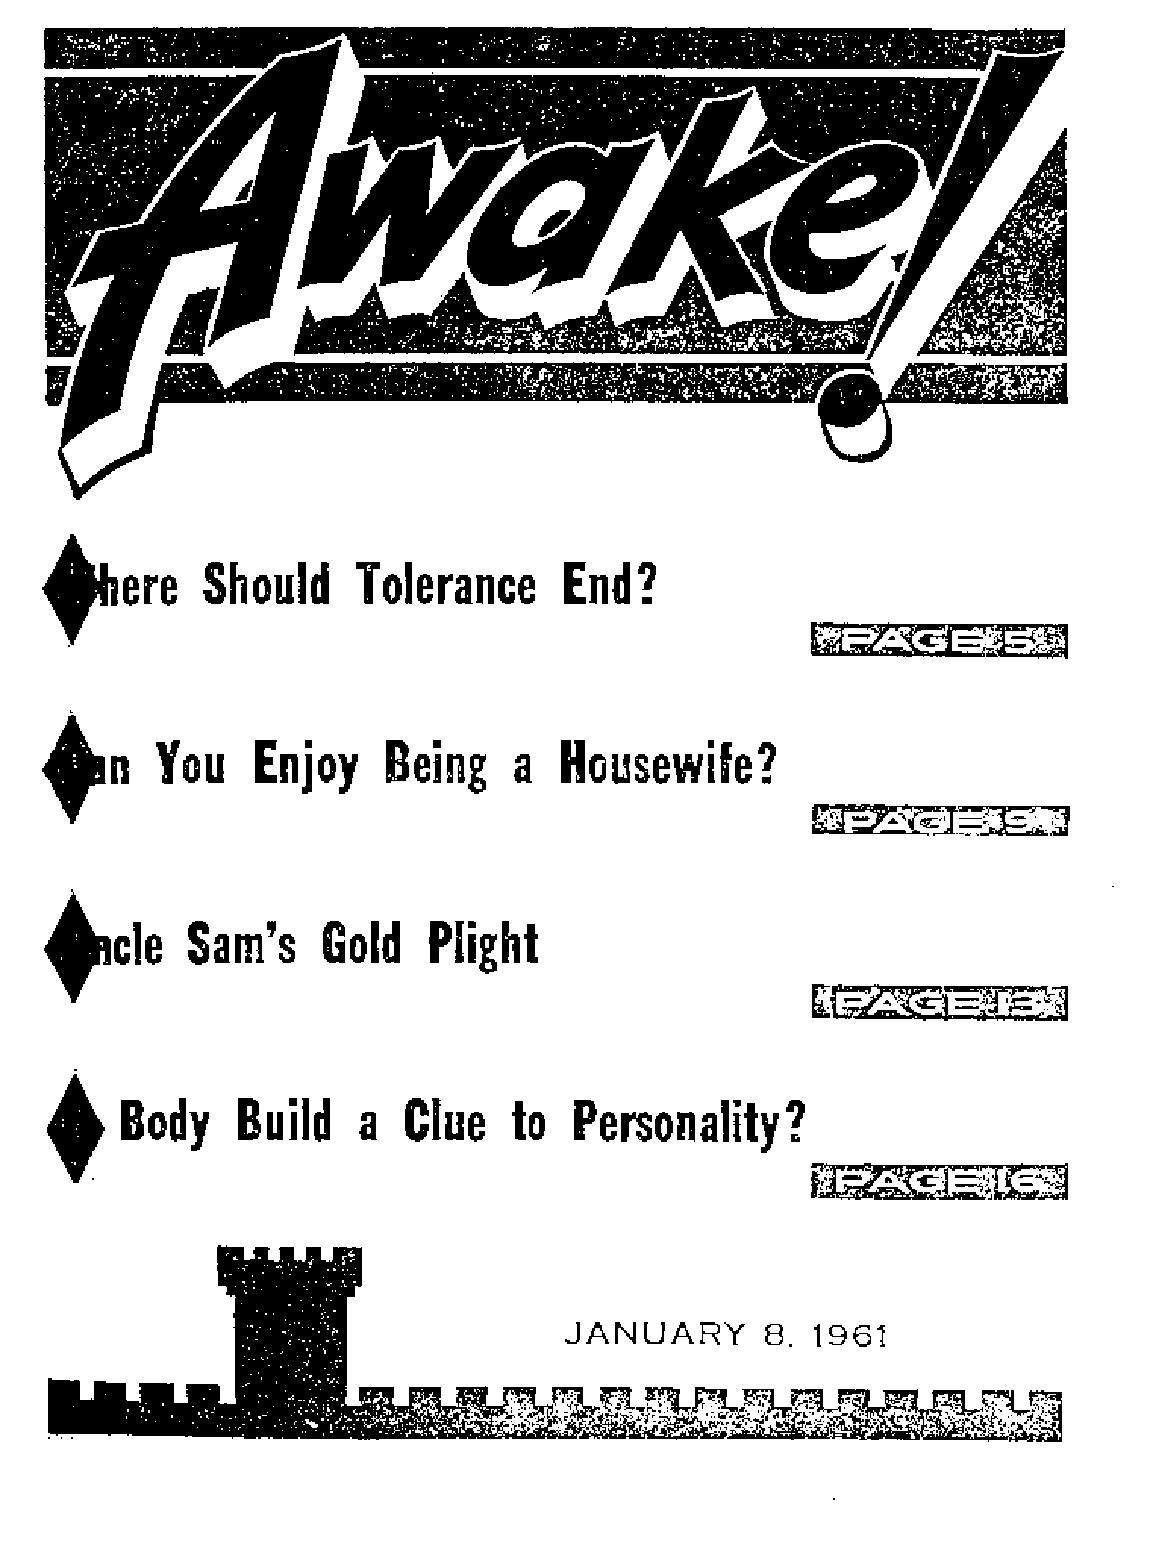 Awake!
here Should Tolerance End?
PAGE 5
an You Enjoy Being a Housewife?
PAGE 9
ncle Sam's Gold Plight
PAGE 13
Body Build a Clue to Personality?
PAGE 16
JANUARY 8, 1961